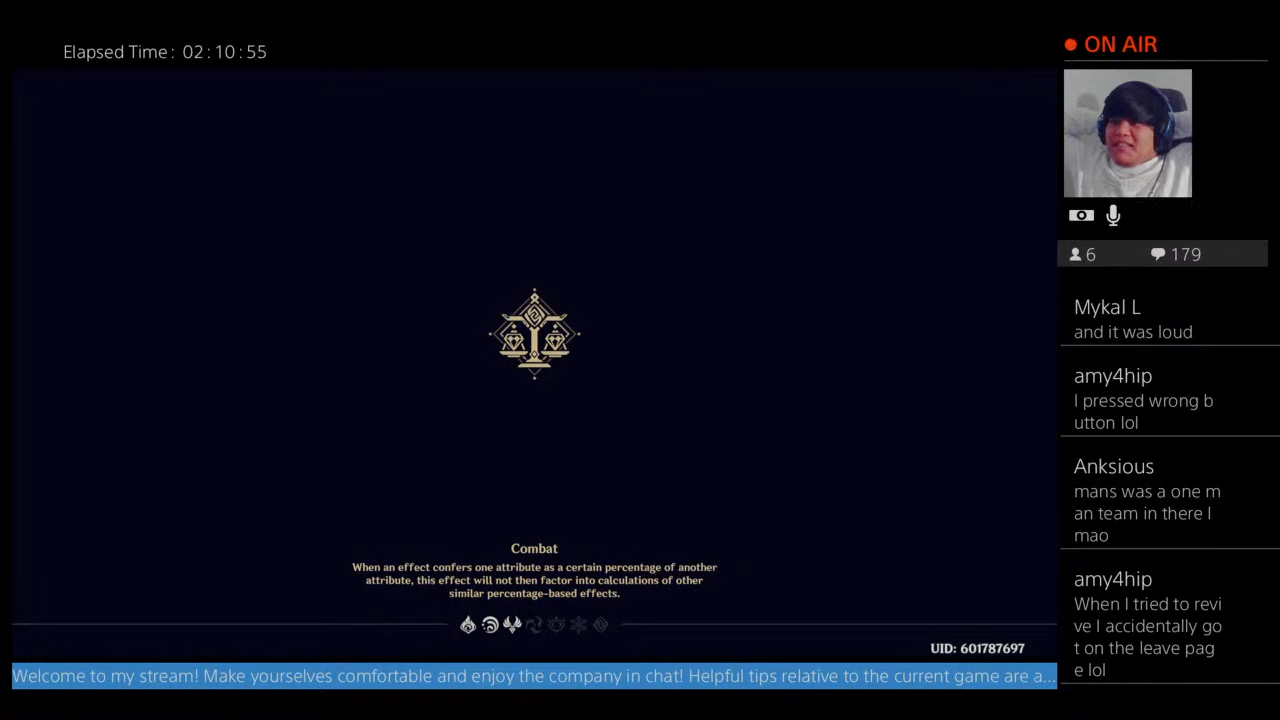 Elapsed Time: 02:10:55
ON AIR
6
179
Mykal L
and it was loud
amy4hip
I pressed wrong b
utton lol
Anksious
mans was a one m
an team in there l
mao
amy4hip
When I tried to revi
ve I accidentally go
t on the leave pag
e lol
Combat
When an effect confers one attribute as a certain percentage of another
attribute, this effect will not then factor into calculations of other
similar percentage-based effects.
UID: 601787697
Welcome to my stream! Make yourselves comfortable and enjoy the company in chat! Helpful tips relative to the current game are a...